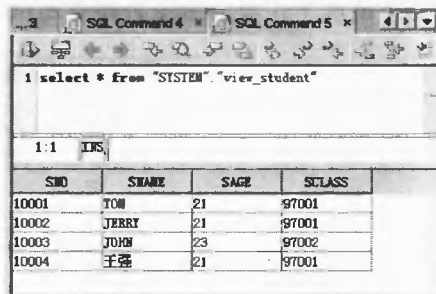 ...3 SQL Command 4 × SQL Command 5 ×
1 select * from "SYSTEM"."view_student"
1:1 INS
SNO SNAME SAGE SCLASS
10001 TOM 21 97001
10002 JERRY 21 97001
10003 JOHN 23 97002
10004 王强 21 97001